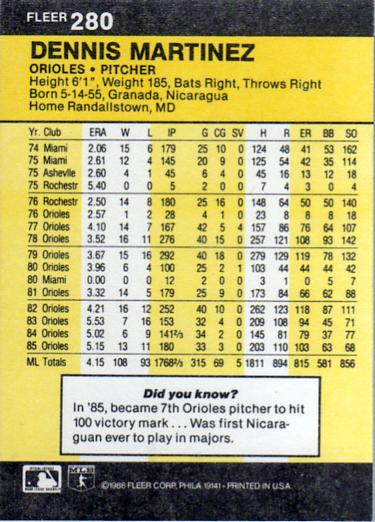 FLEER 280
DENNIS MARTINEZ
ORIOLES • PITCHER
Height 6'1", Weight 185, Bats Right, Throws Right
Born 5-14-55, Granada, Nicaragua
Home Randallstown, MD
Yr. Club ERA W L IP G CG SV H R ER BB SO
74 Miami 2.06 15 6 179 25 10 0 124 48 41 53 162
75 Miami 2.61 12 4 145 20 9 0 125 54 42 35 114
75 Ashevlle 2.60 4 1 45 6 4 0 45 16 13 12 18
75 Rochestr 5.40 0 0 5 2 0 0 7 4 3 0 4
76 Rochestr 2.50 14 8 180 25 16 0 148 64 50 50 140
76 Orioles 2.57 1 2 28 4 1 0 23 8 8 8 18
77 Orioles 4.10 14 7 167 42 5 4 157 86 76 64 107
78 Orioles 3.52 16 11 276 40 15 0 257 121 108 93 142
79 Orioles 3.67 15 16 292 40 18 0 279 129 119 78 132
80 Orioles 3.96 6 4 100 25 2 1 103 44 44 44 42
80 Miami 0.00 0 0 12 2 0 0 3 1 0 5 7
81 Orioles 3.32 14 5 179 25 9 0 173 84 66 62 88
82 Orioles 4.21 16 12 252 40 10 0 262 123 118 87 111
83 Orioles 5.53 7 16 153 32 4 0 209 108 94 45 71
84 Orioles 5.02 6 9 1412/3 34 2 0 145 81 79 37 77
85 Orioles 5.15 13 11 180 33 3 0 203 110 103 63 68
ML Totals 4.15 108 93 17682/3 315 69 5 1811 894 815 581 856
Did you know?
In '85, became 7th Orioles pitcher to hit
100 victory mark . . . Was first Nicara-
guan ever to play in majors.
MLB
©1986 FLEER CORP., PHILA. 19141 - PRINTED IN U.S.A.